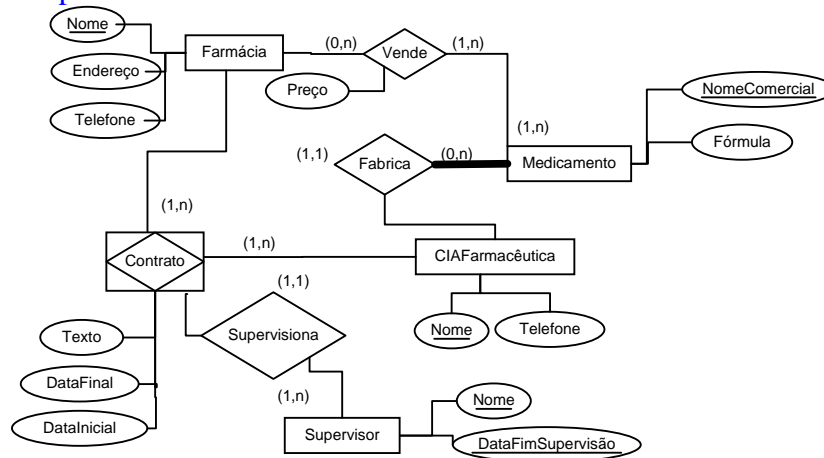 Nome
Farmácia
(0,n)
Vende
(1,n)
Endereço
Preço
NomeComercial
Telefone
(1,n)
(1,1)
Fabrica
(0,n)
Medicamento
Fórmula
(1,n)
Contrato
(1,n)
CIAFarmacêutica
(1,1)
Texto
Supervisiona
Nome
Telefone
DataFinal
(1,n)
Nome
DataInicial
Supervisor
DataFimSupervisão